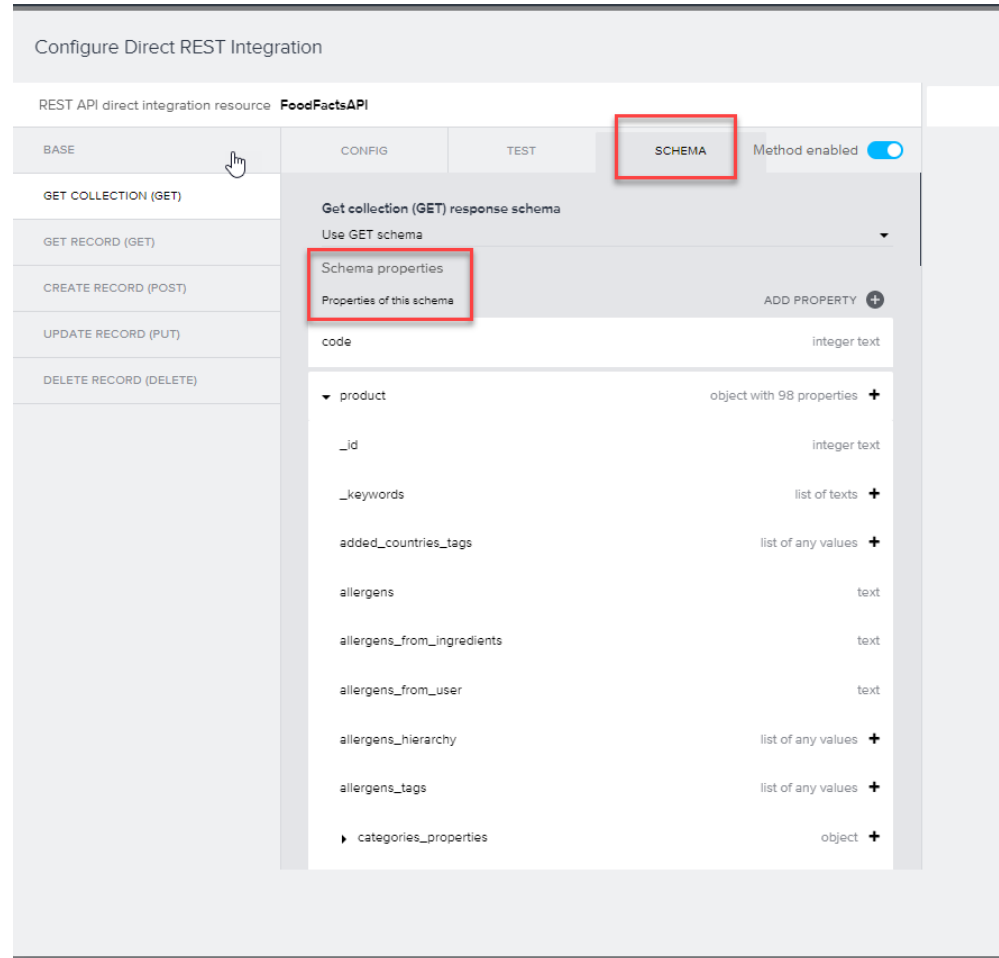 Configure Direct REST Integration
REST API direct integration resource FoodFactsAPI
BASE
CONFIG
TEST
SCHEMA
Method enabled
GET COLLECTION (GET)
GET RECORD (GET)
CREATE RECORD (POST)
UPDATE RECORD (PUT)
DELETE RECORD (DELETE)
Get collection (GET) response schema
Use GET schema
Schema properties
Properties of this schema
ADD PROPERTY
code integer text
product object with 98 properties
_id integer text
_keywords list of texts
added_countries_tags list of any values
allergens text
allergens_from_ingredients text
allergens_from_user text
allergens_hierarchy list of any values
allergens_tags list of any values
categories_properties object